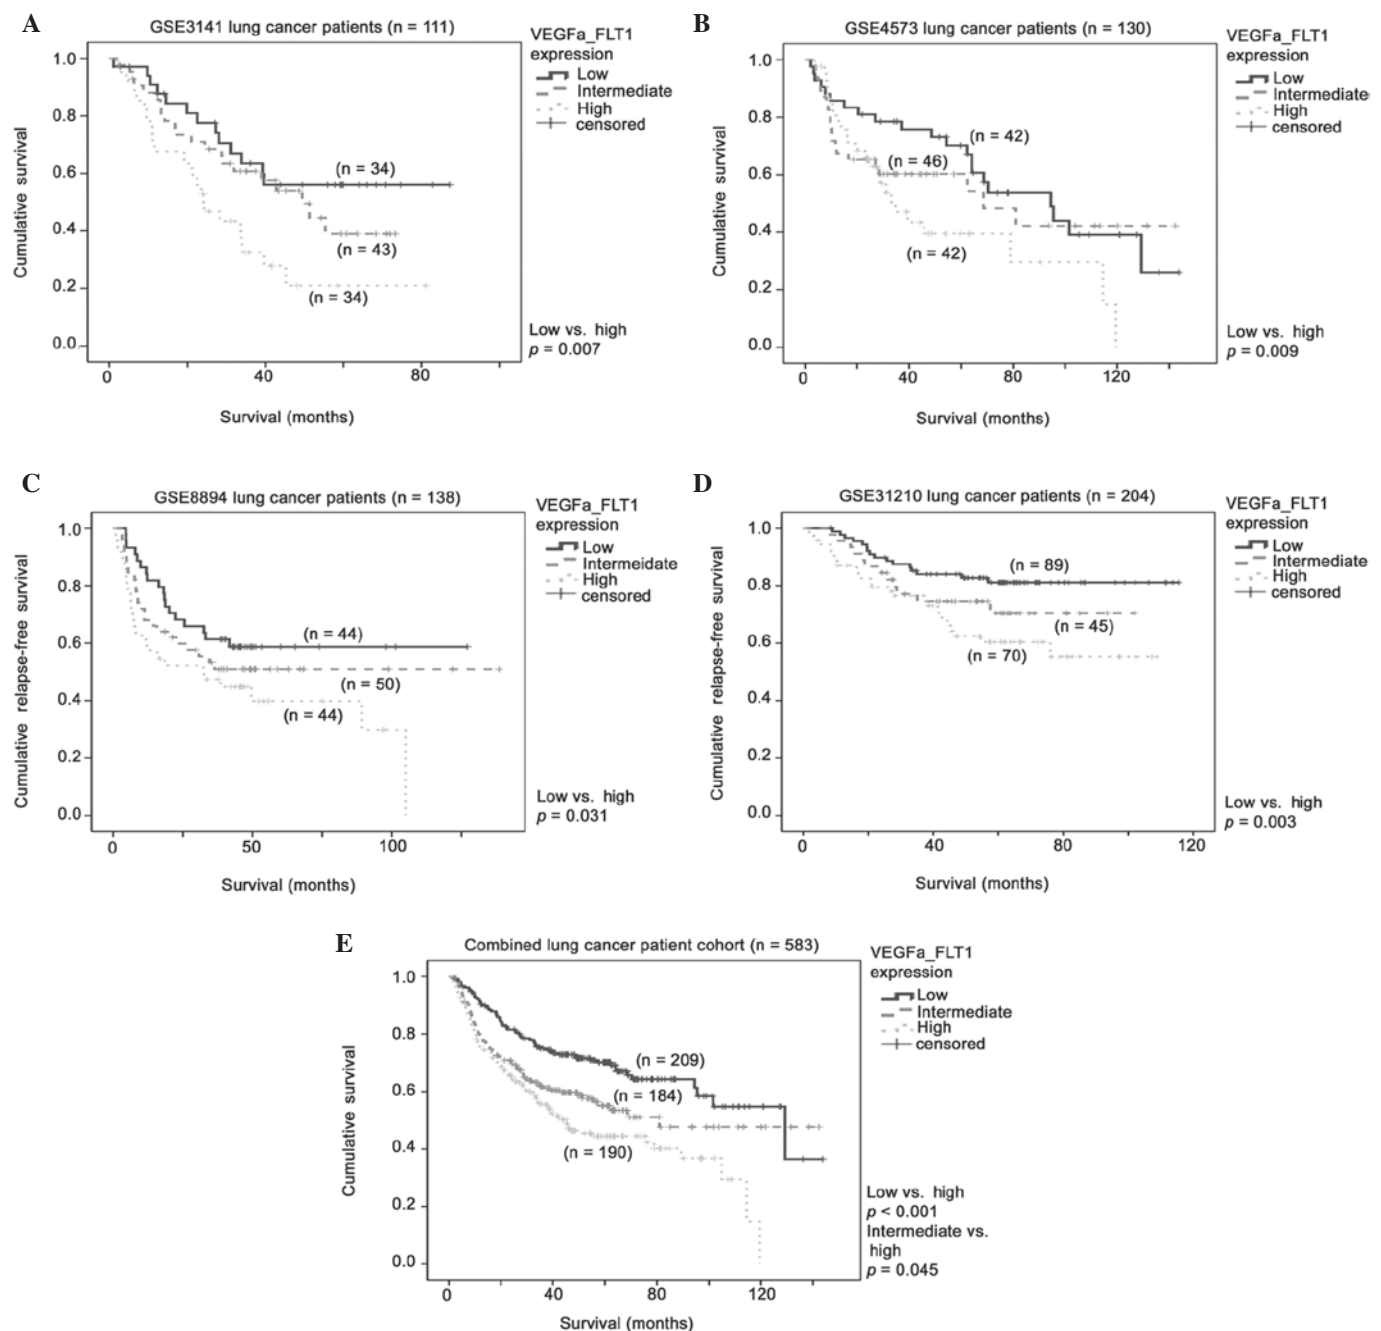 A
GSE3141 lung cancer patients (n = 111)
VEGFa_FLT1
expression
Low
Intermediate
High
censored
1.0
0.8
0.6
0.4
0.2
0.0
Cumulative survival
(n = 34)
(n = 43)
(n = 34)
Low vs. high
p = 0.007
0 40 80
Survival (months)
B
GSE4573 lung cancer patients (n = 130)
VEGFa_FLT1
expression
Low
Intermediate
High
censored
1.0
0.8
0.6
0.4
0.2
0.0
Cumulative survival
(n = 42)
(n = 46)
(n = 42)
Low vs. high
p = 0.009
0 40 80 120
Survival (months)
C
GSE8894 lung cancer patients (n = 138)
VEGFa_FLT1
expression
Low
Intermeidate
High
censored
1.0
0.8
0.6
0.4
0.2
0.0
Cumulative relapse-free survival
(n = 44)
(n = 50)
(n = 44)
Low vs. high
p = 0.031
0 50 100
Survival (months)
D
GSE31210 lung cancer patients (n = 204)
VEGFa_FLT1
expression
Low
Intermediate
High
censored
1.0
0.8
0.6
0.4
0.2
0.0
Cumulative relapse-free survival
(n = 89)
(n = 45)
(n = 70)
Low vs. high
p = 0.003
0 40 80 120
Survival (months)
E
Combined lung cancer patient cohort (n = 583)
VEGFa_FLT1
expression
Low
Intermediate
High
censored
1.0
0.8
0.6
0.4
0.2
0.0
Cumulative survival
(n = 209)
(n = 184)
(n = 190)
Low vs. high
p < 0.001
Intermediate vs.
high
p = 0.045
0 40 80 120
Survival (months)